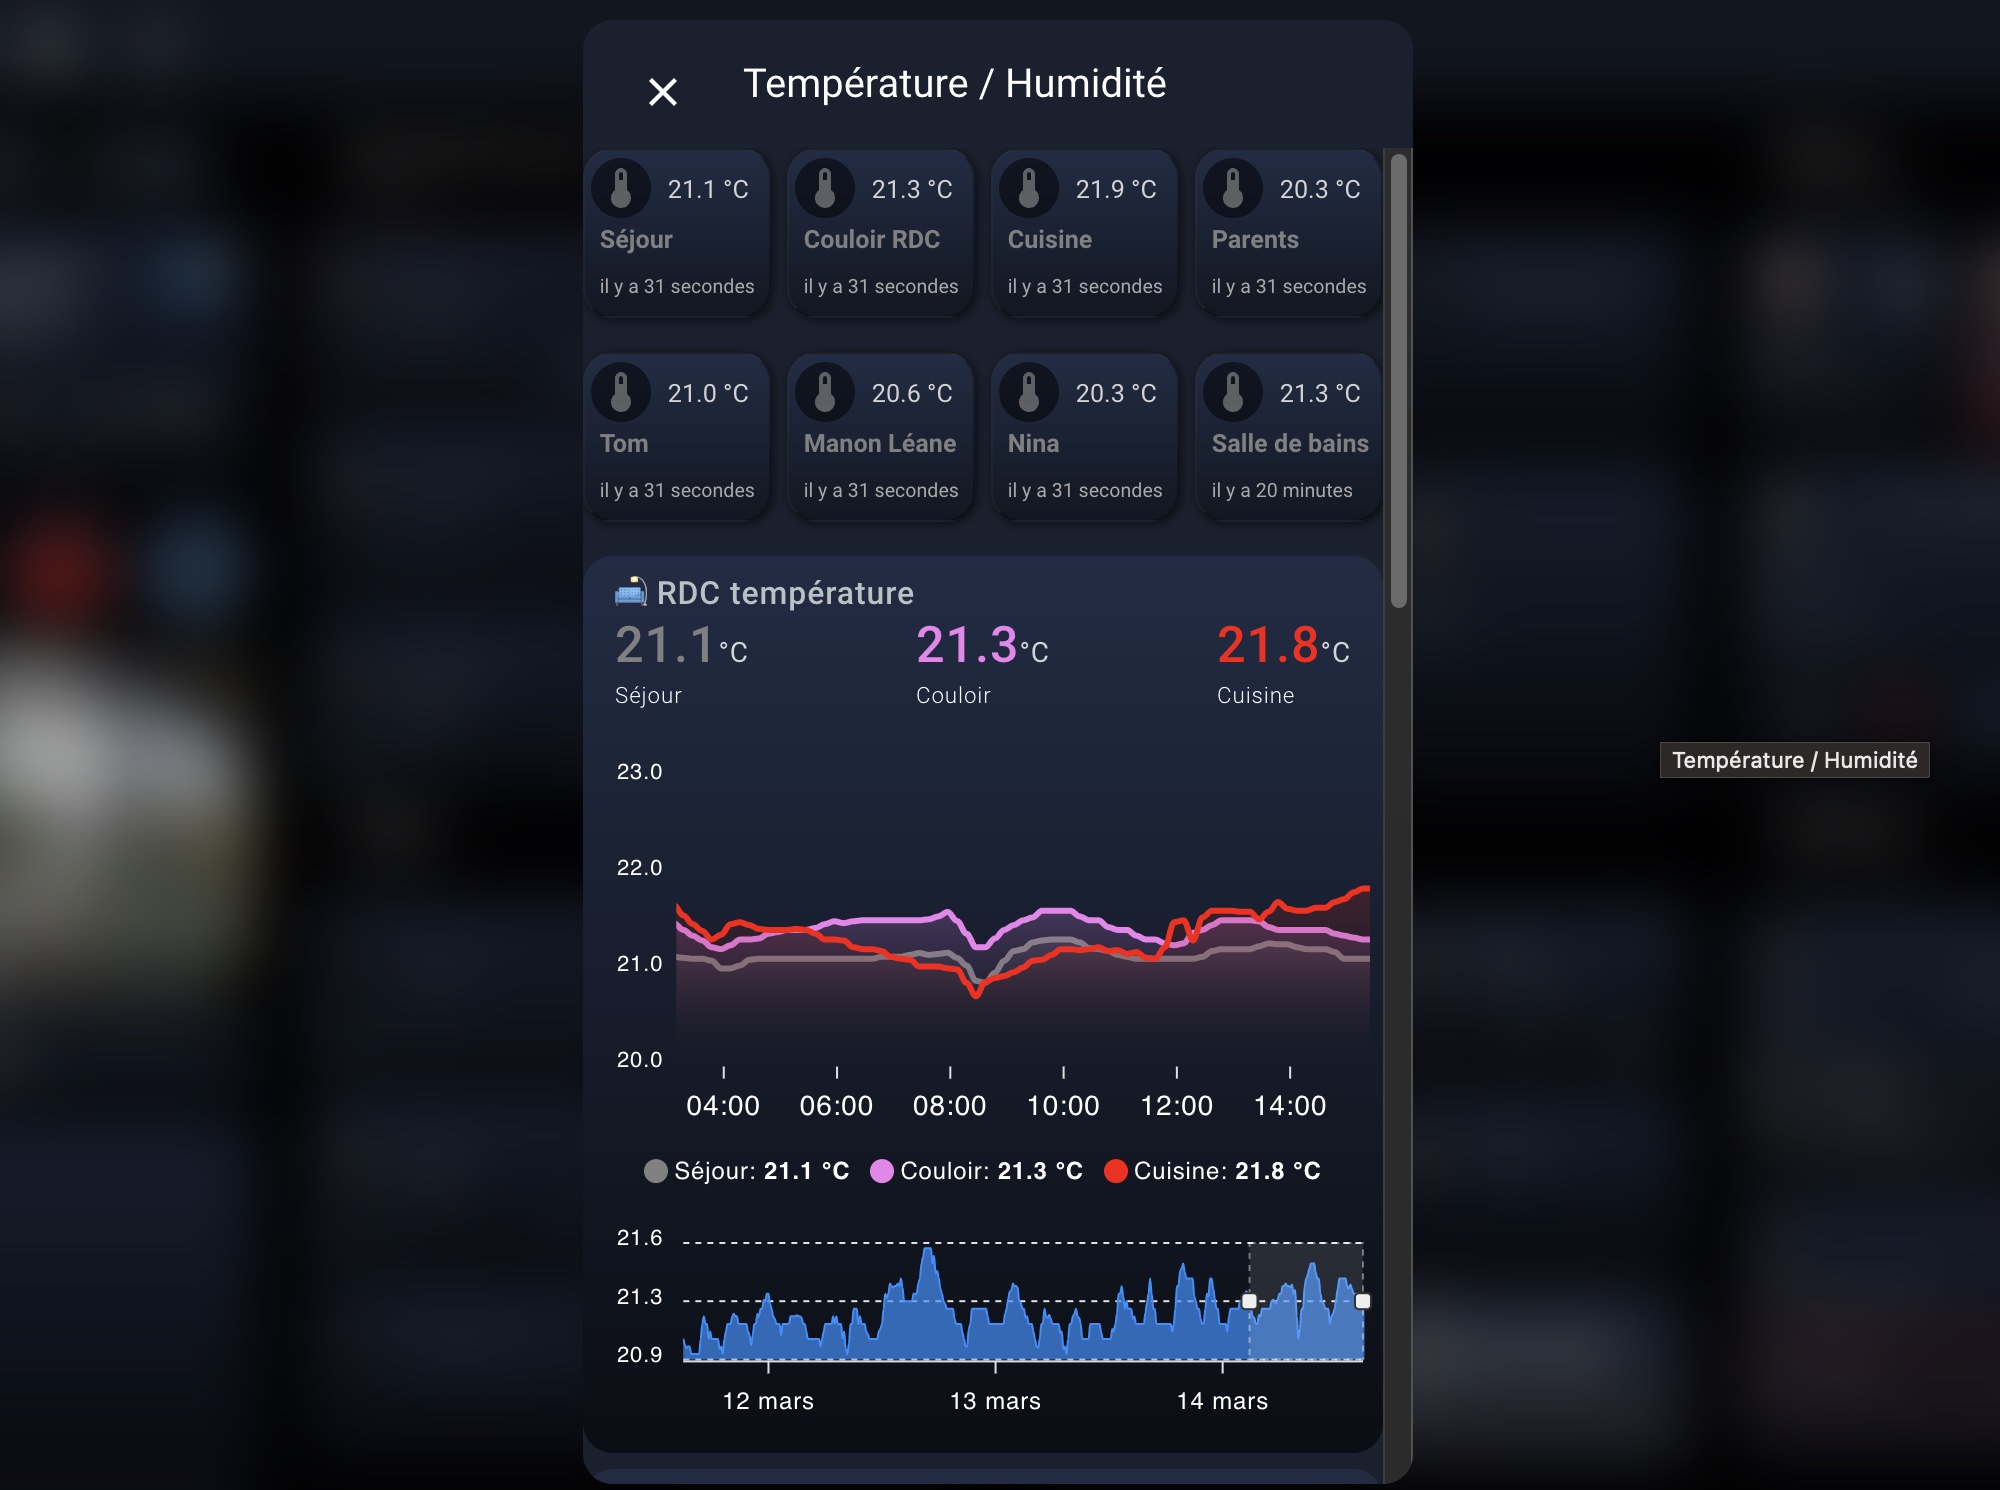 Température / Humidité
21.1 °C
Séjour
il y a 31 secondes
21.3 °C
Couloir RDC
il y a 31 secondes
21.9 °C
Cuisine
il y a 31 secondes
20.3 °C
Parents
il y a 31 secondes
21.0 °C
Tom
il y a 31 secondes
20.6 °C
Manon Léane
il y a 31 secondes
20.3 °C
Nina
il y a 31 secondes
21.3 °C
Salle de bains
il y a 20 minutes
RDC température
21.1 °C
Séjour
21.3 °C
Couloir
21.8 °C
Cuisine
23.0
22.0
21.0
20.0
04:00 06:00 08:00 10:00 12:00 14:00
Séjour: 21.1 °C Couloir: 21.3 °C Cuisine: 21.8 °C
21.6
21.3
20.9
12 mars 13 mars 14 mars
Température / Humidité